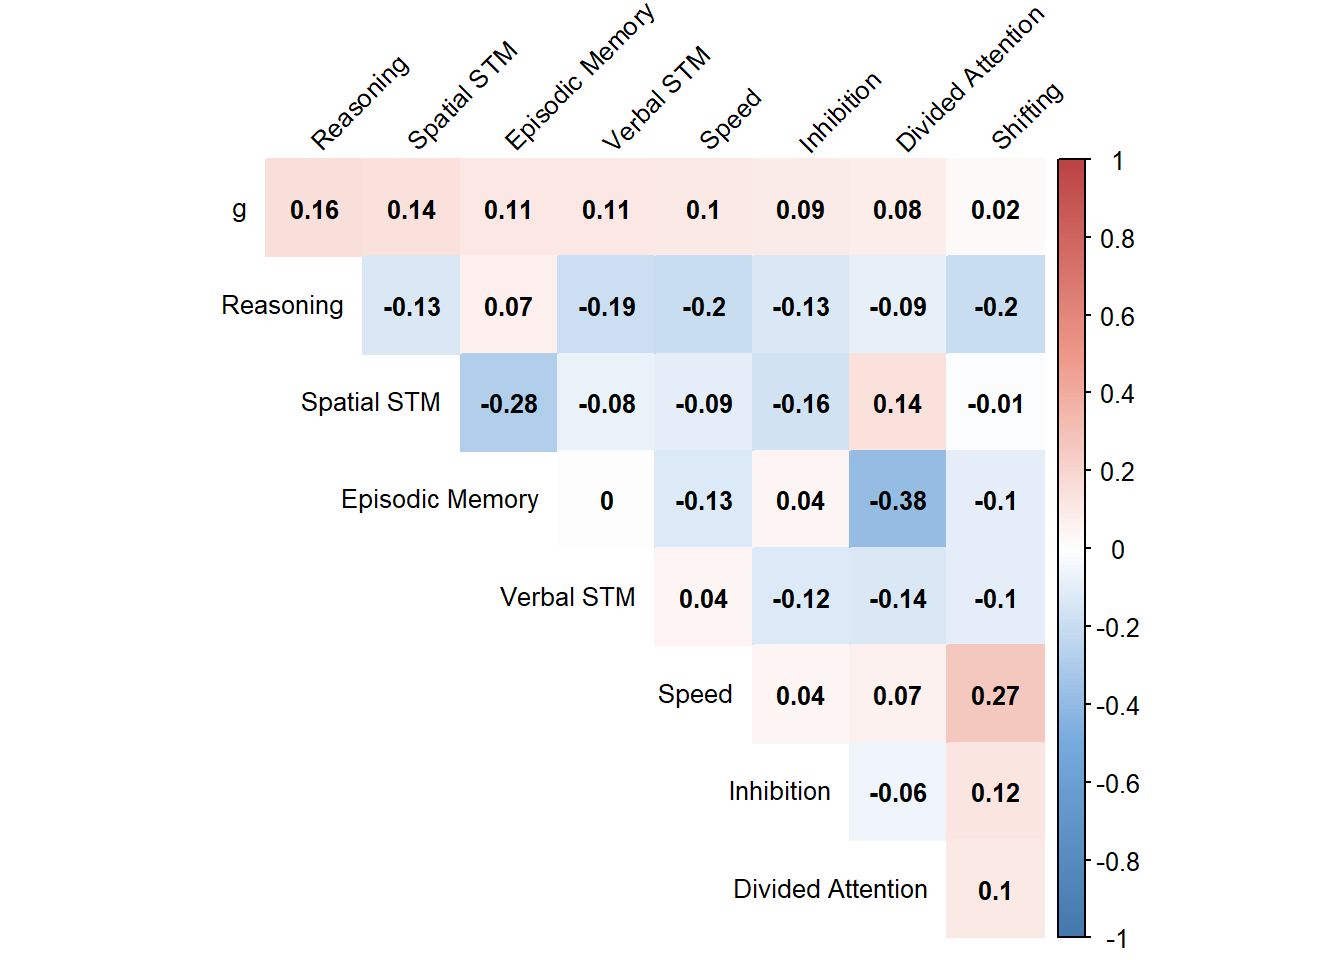 Reasoning
Spatial STM
Episodic Memory
Verbal STM
Speed
Inhibition
Divided Attention
Shifting
g 0.16 0.14 0.11 0.11 0.1 0.09 0.08 0.02
Reasoning -0.13 0.07 -0.19 -0.2 -0.13 -0.09 -0.2
Spatial STM -0.28 -0.08 -0.09 -0.16 0.14 -0.01
Episodic Memory 0 -0.13 0.04 -0.38 -0.1
Verbal STM 0.04 -0.12 -0.14 -0.1
Speed 0.04 0.07 0.27
Inhibition -0.06 0.12
Divided Attention 0.1
1
0.8
0.6
0.4
0.2
0
-0.2
-0.4
-0.6
-0.8
-1